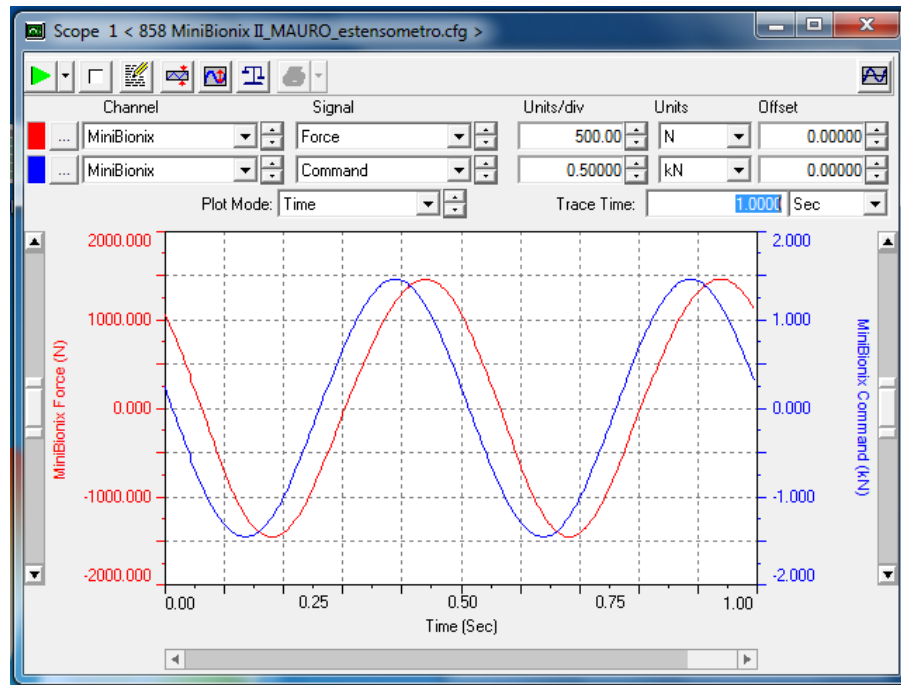 Scope 1 < 858 MiniBionix II_MAURO_estensometro.cfg >
Channel Signal Units/div Units Offset
... MiniBionix Force 500.00 N 0.00000
... MiniBionix Command 0.50000 kN 0.00000
Plot Mode: Time Trace Time: 1.0000 Sec
2000.000 2.000
1000.000 1.000
0.000 0.000
-1000.000 -1.000
-2000.000 -2.000
MiniBionix Force (N)
MiniBionix Command (kN)
0.00 0.25 0.50 0.75 1.00
Time (Sec)